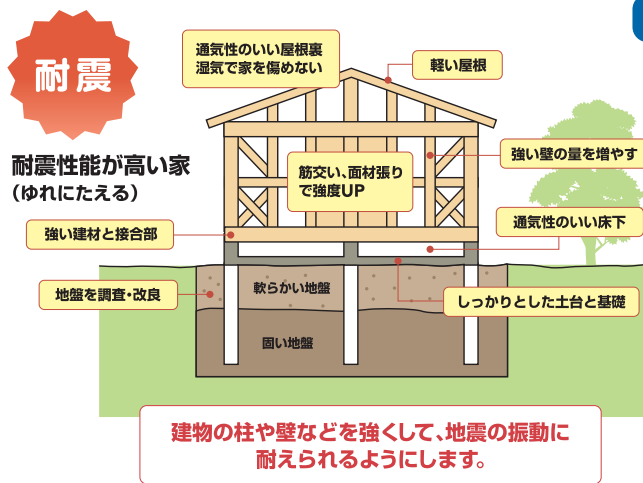 耐震
耐震性能が高い家
(ゆれにたえる)
通気性のいい屋根裏
湿気で家を傷めない
軽い屋根
強い壁の量を増やす
筋交い、面材張り
で強度UP
通気性のいい床下
強い建材と接合部
地盤を調査・改良
軟らかい地盤
しっかりとした土台と基礎
固い地盤
建物の柱や壁などを強くして、地震の振動に
耐えられるようにします。